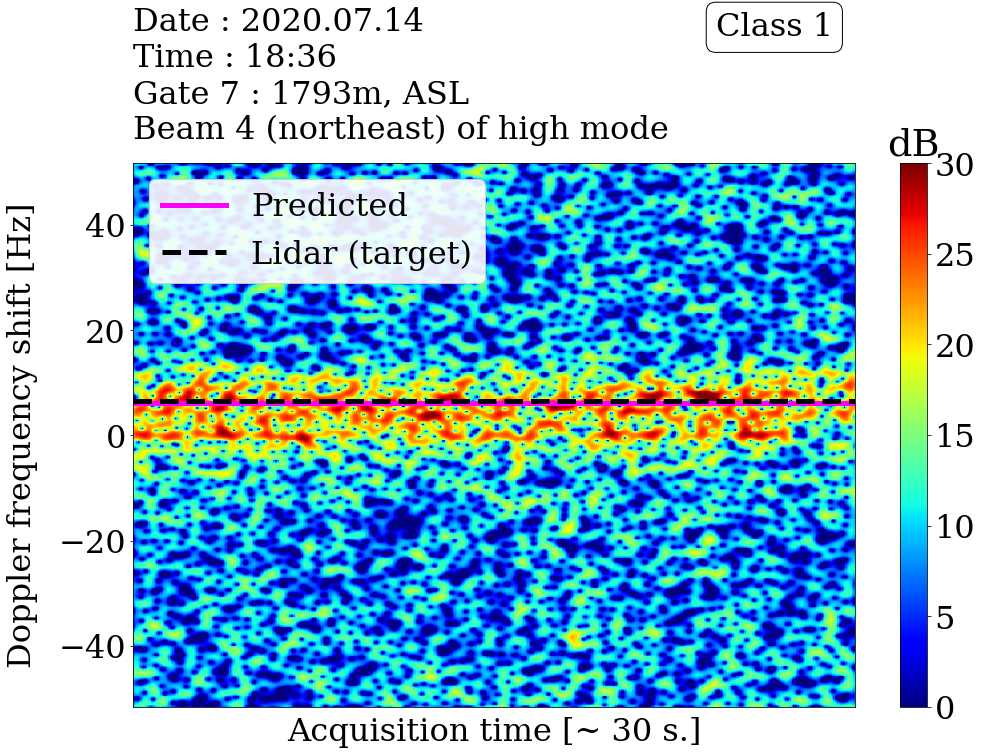 Date : 2020.07.14
Time : 18:36
Gate 7 : 1793m, ASL
Beam 4 (northeast) of high mode
Class 1
dB
Predicted
Lidar (target)
Doppler frequency shift [Hz]
40
20
0
−20
−40
30
25
20
15
10
5
0
Acquisition time [~ 30 s.]